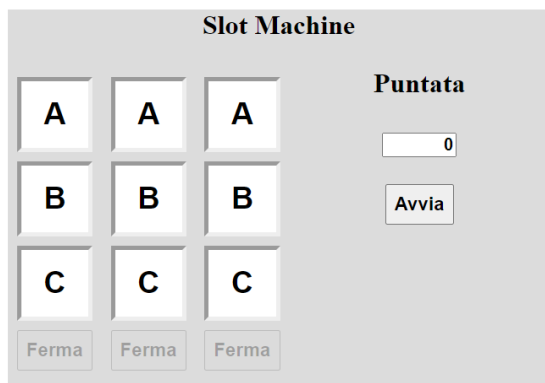 Slot Machine
Puntata
A A A
0
B B B
Avvia
C C C
Ferma Ferma Ferma